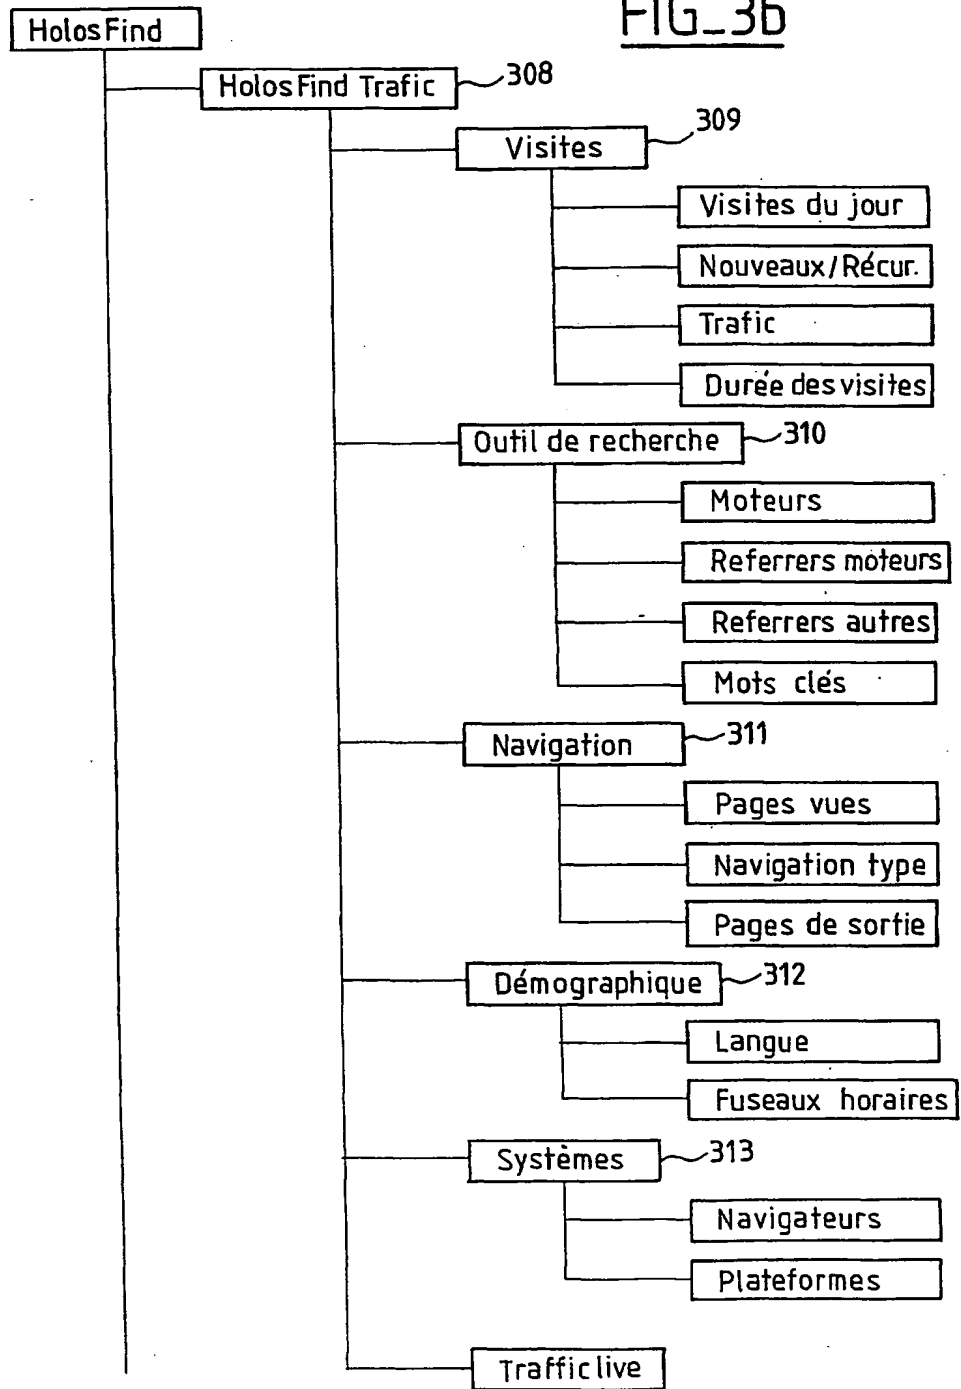 FIG_3b
HolosFind
HolosFind Trafic
308
Visites
309
Visites du jour
Nouveaux/Récur.
Trafic
Durée des visites
Outil de recherche
310
Moteurs
Referrers moteurs
Referrers autres
Mots clés
Navigation
311
Pages vues
Navigation type
Pages de sortie
Démographique
312
Langue
Fuseaux horaires
Systèmes
313
Navigateurs
Plateformes
Traffic live